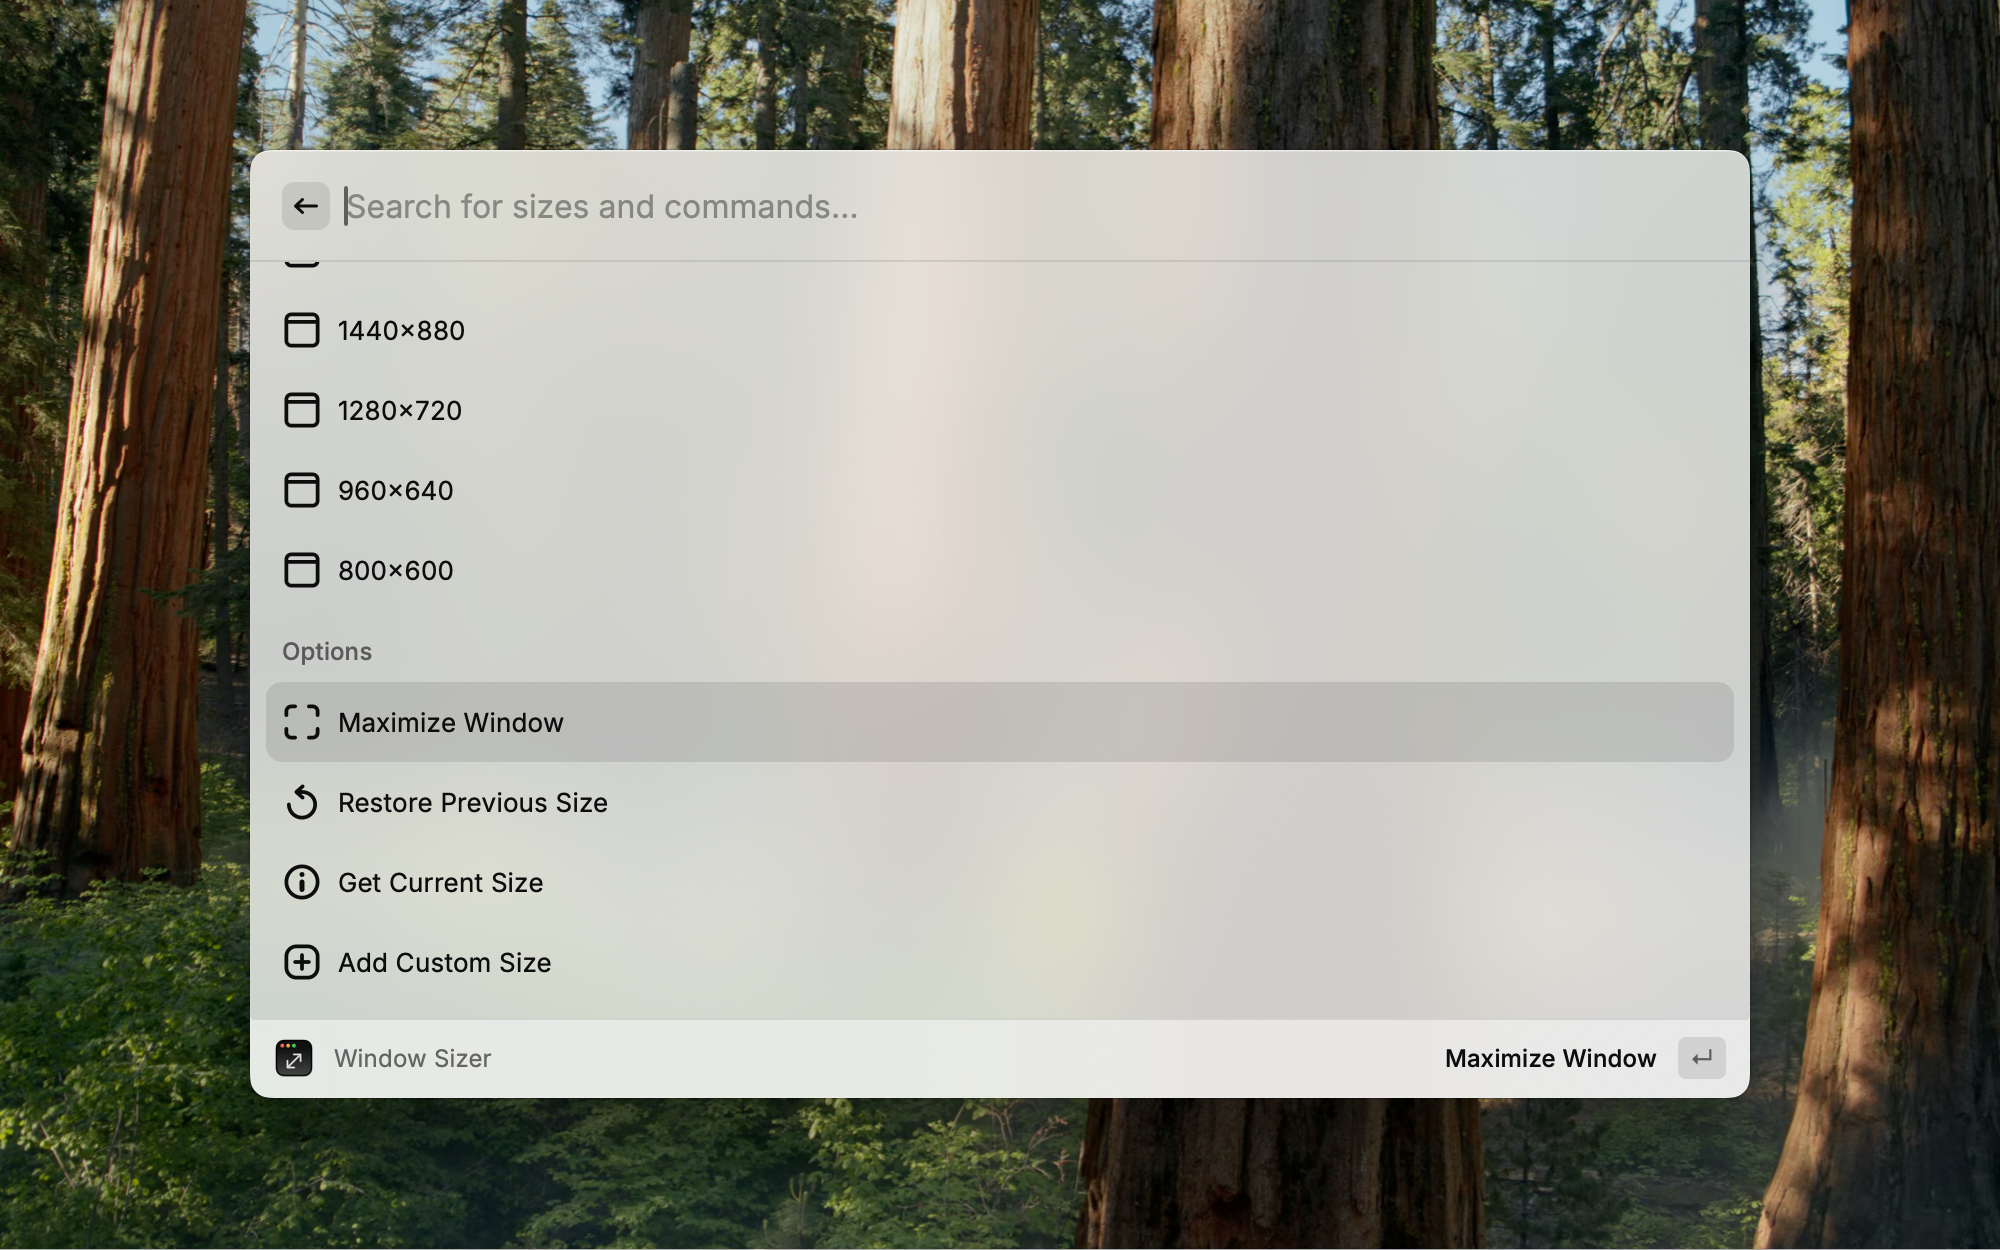 Search for sizes and commands...
1440×880
1280×720
960×640
800×600
Options
Maximize Window
Restore Previous Size
Get Current Size
Add Custom Size
Window Sizer
Maximize Window